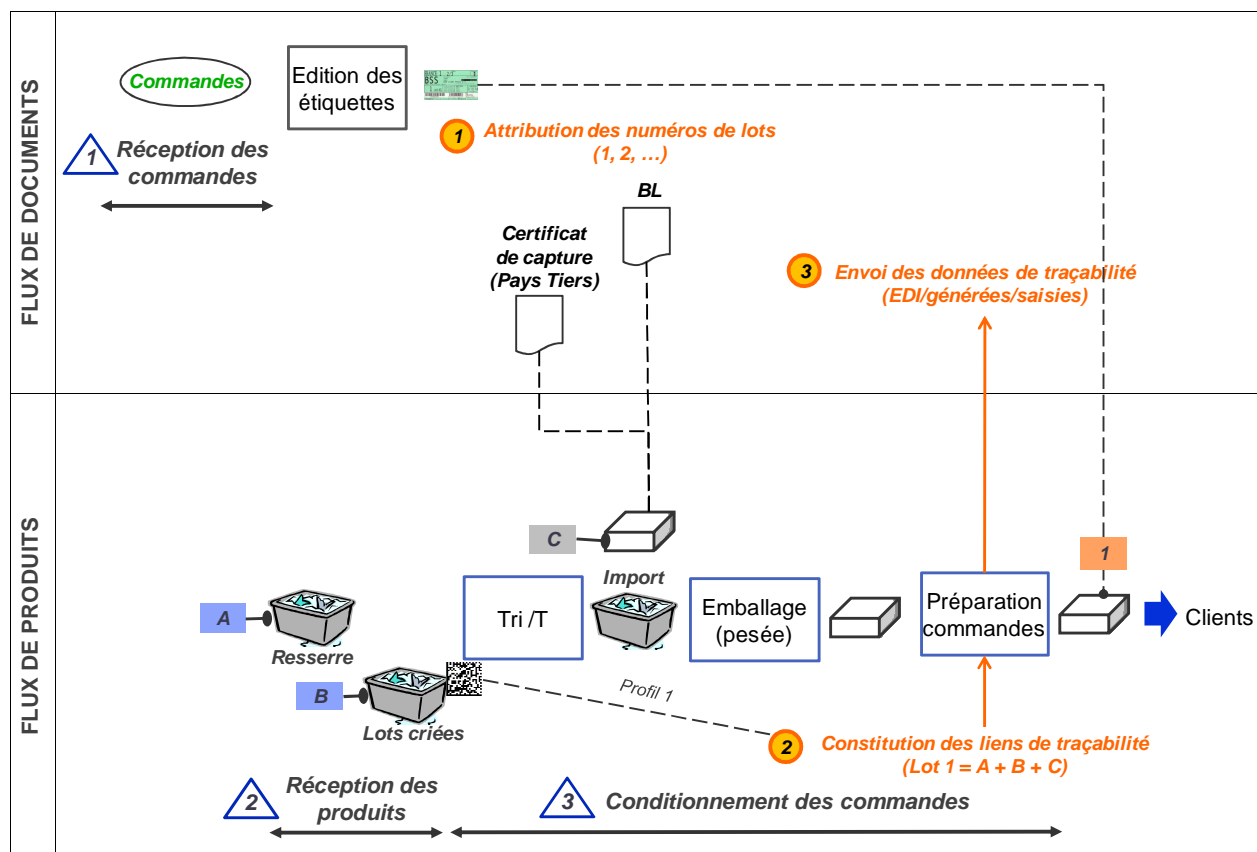 FLUX DE DOCUMENTS
Commandes
Edition des
étiquettes
BSS
1
Attribution des numéros de lots
(1, 2, …)
1
Réception des
commandes
BL
Certificat
de capture
(Pays Tiers)
3
Envoi des données de traçabilité
(EDI/générées/saisies)
FLUX DE PRODUITS
C
Import
1
A
Resserre
Tri /T
Emballage
(pesée)
Préparation
commandes
Clients
B
Lots criées
Profil 1
2
Constitution des liens de traçabilité
(Lot 1 = A + B + C)
2
Réception des
produits
3
Conditionnement des commandes